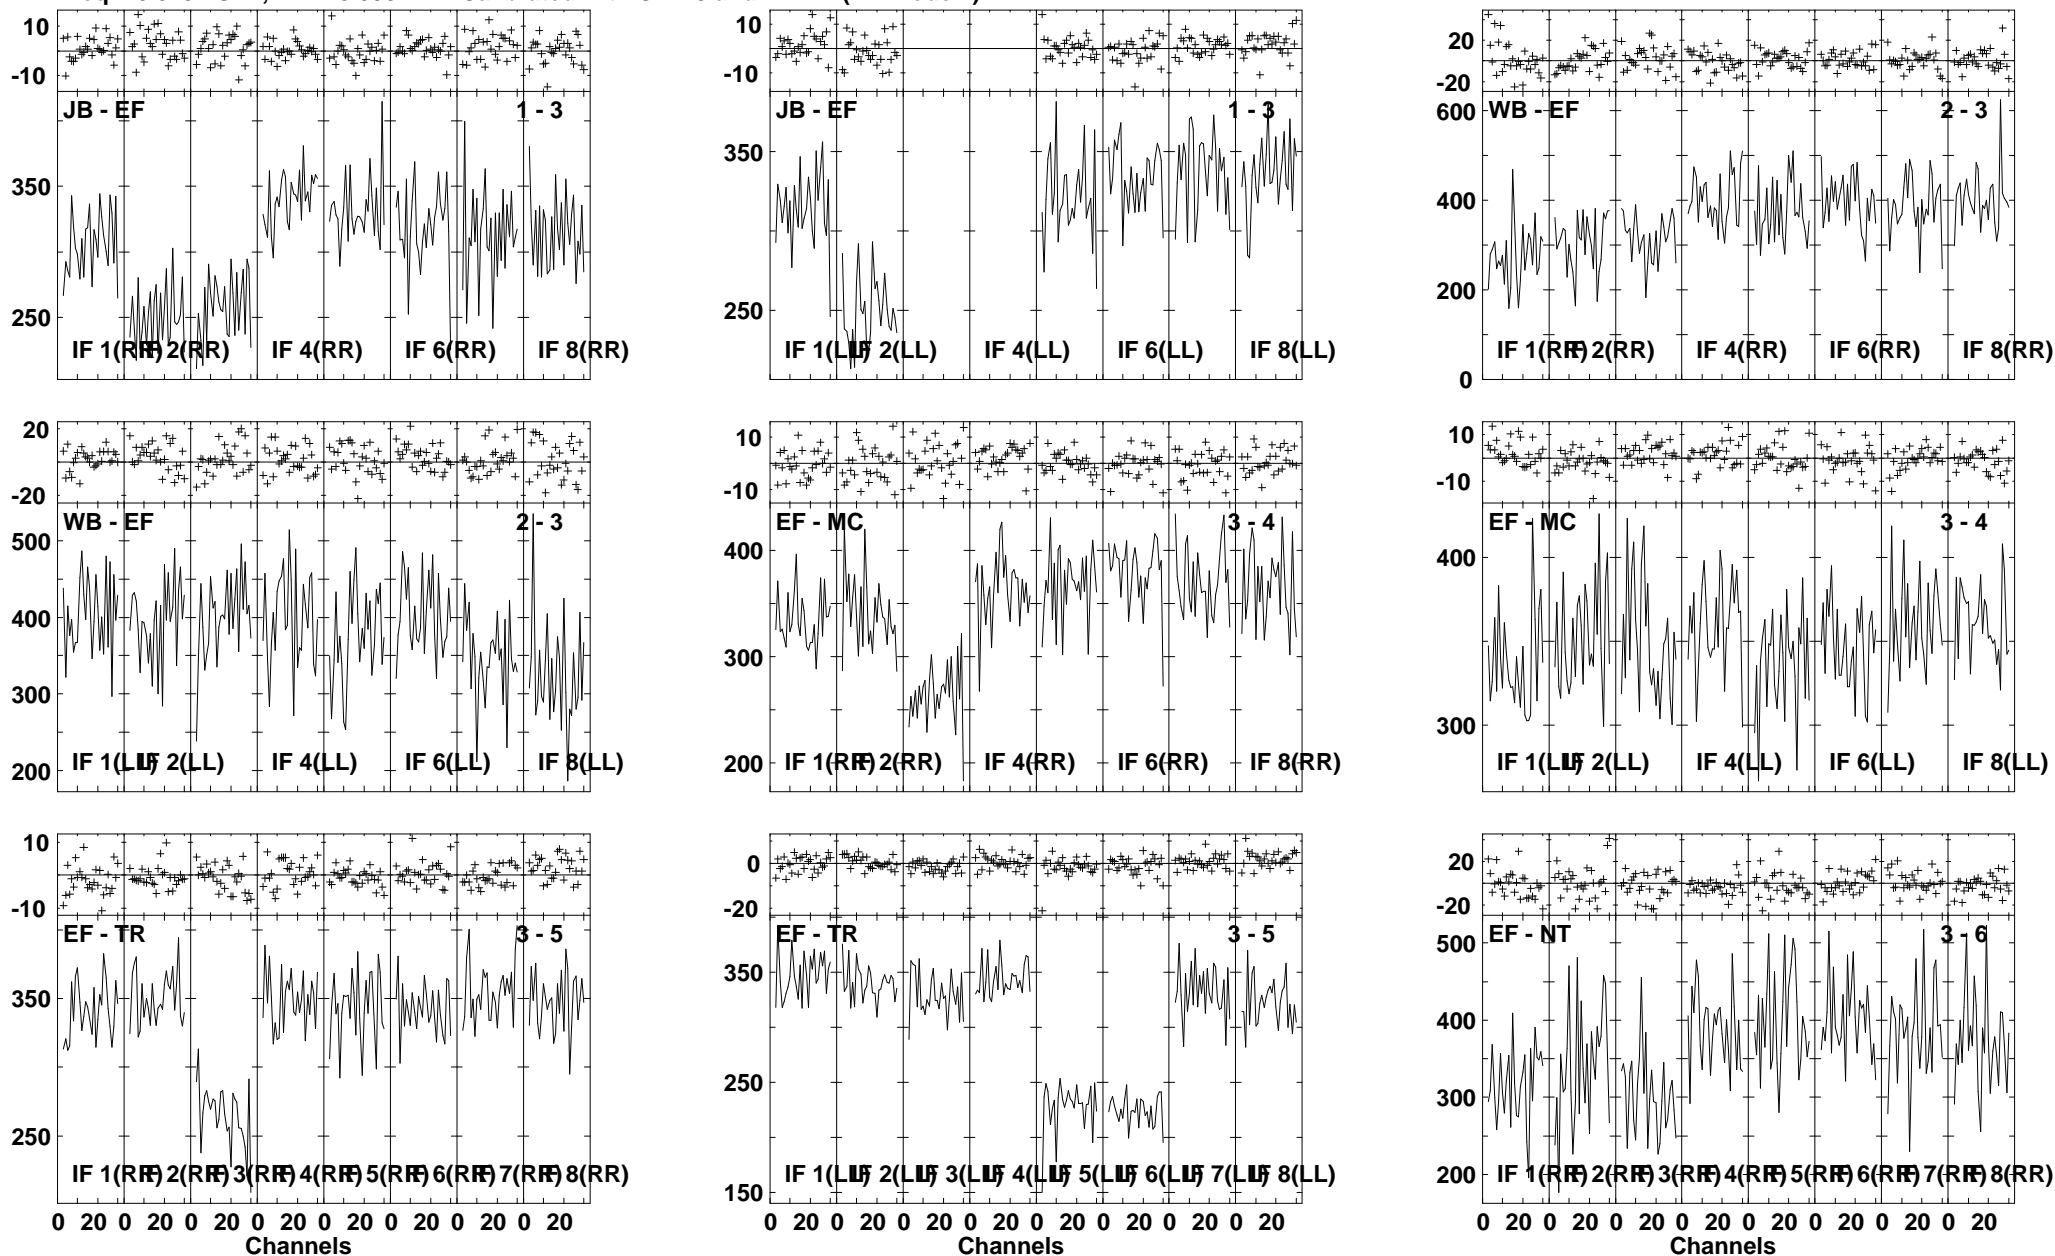 10
-10
JB - EF 1 - 3
350
250
IF 1(RR) IF 2(RR) IF 4(RR) IF 6(RR) IF 8(RR)
10
-10
JB - EF 1 - 3
350
250
IF 1(LL) IF 2(LL) IF 4(LL) IF 6(LL) IF 8(LL)
20
-20
600
WB - EF 2 - 3
400
200
IF 1(RR) IF 2(RR) IF 4(RR) IF 6(RR) IF 8(RR)
0
20
-20
WB - EF 2 - 3
500
400
300
200
IF 1(LL) IF 2(LL) IF 4(LL) IF 6(LL) IF 8(LL)
10
-10
EF - MC 3 - 4
400
300
200
IF 1(RR) IF 2(RR) IF 4(RR) IF 6(RR) IF 8(RR)
10
-10
EF - MC 3 - 4
400
300
IF 1(LL) IF 2(LL) IF 4(LL) IF 6(LL) IF 8(LL)
10
-10
EF - TR 3 - 5
350
250
IF 1(RR) IF 2(RR) IF 3(RR) IF 4(RR) IF 5(RR) IF 6(RR) IF 7(RR) IF 8(RR)
0 20 0 20 0 20 0 20 0 20 0 20 0 20 0 20
Channels
0
-20
EF - TR 3 - 5
350
250
150
IF 1(LL) IF 2(LL) IF 3(LL) IF 4(LL) IF 5(LL) IF 6(LL) IF 7(LL) IF 8(LL)
0 20 0 20 0 20 0 20 0 20 0 20 0 20 0 20
Channels
20
-20
EF - NT 3 - 6
500
400
300
200
IF 1(RR) IF 2(RR) IF 3(RR) IF 4(RR) IF 5(RR) IF 6(RR) IF 7(RR) IF 8(RR)
0 20 0 20 0 20 0 20 0 20 0 20 0 20 0 20
Channels